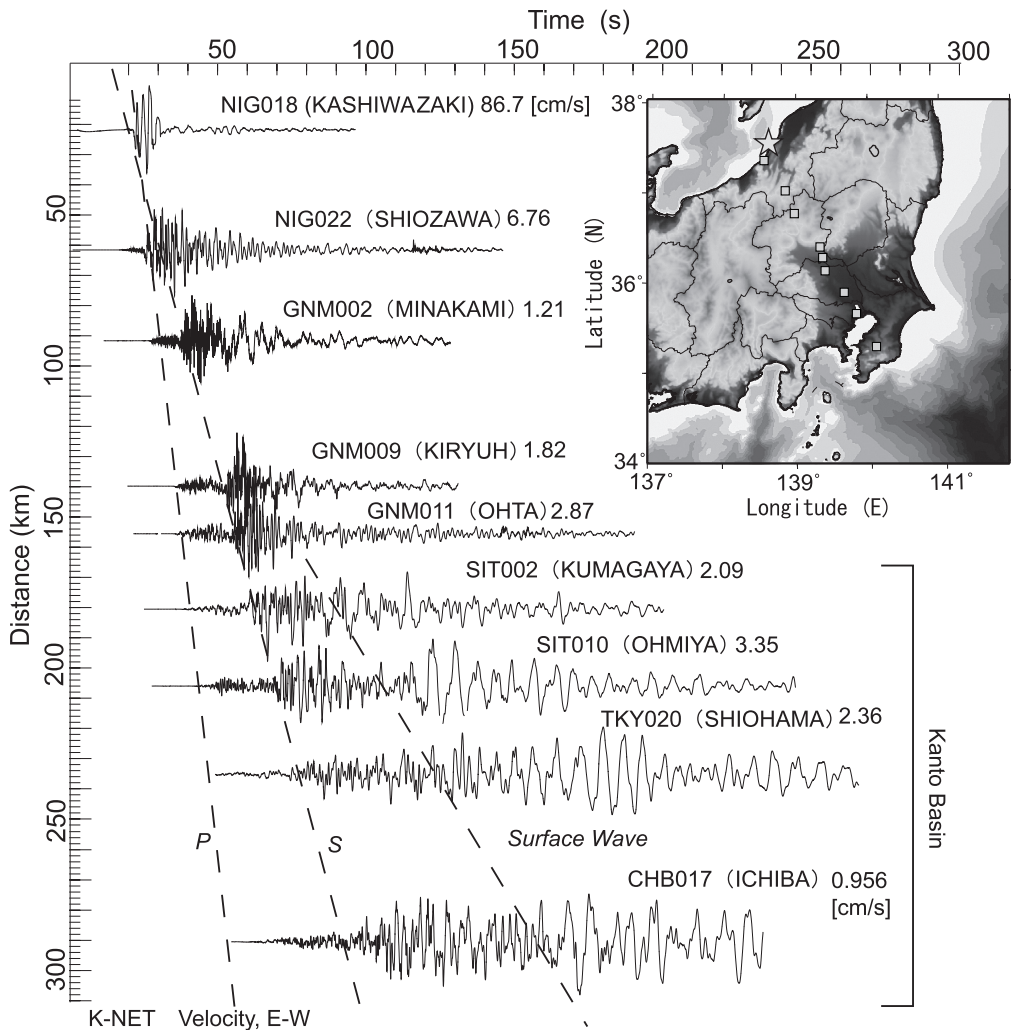 Time (s)
50 100 150 200 250 300
NIG018 (KASHIWAZAKI) 86.7 [cm/s]
NIG022 (SHIOZAWA) 6.76
GNM002 (MINAKAMI) 1.21
GNM009 (KIRYUH) 1.82
GNM011 (OHTA) 2.87
SIT002 (KUMAGAYA) 2.09
SIT010 (OHMIYA) 3.35
TKY020 (SHIOHAMA) 2.36
CHB017 (ICHIBA) 0.956
[cm/s]
P
S
Surface Wave
Kanto Basin
Distance (km)
50
100
150
200
250
300
38°
36°
34°
Latitude (N)
137° 139° 141°
Longitude (E)
K-NET Velocity, E-W